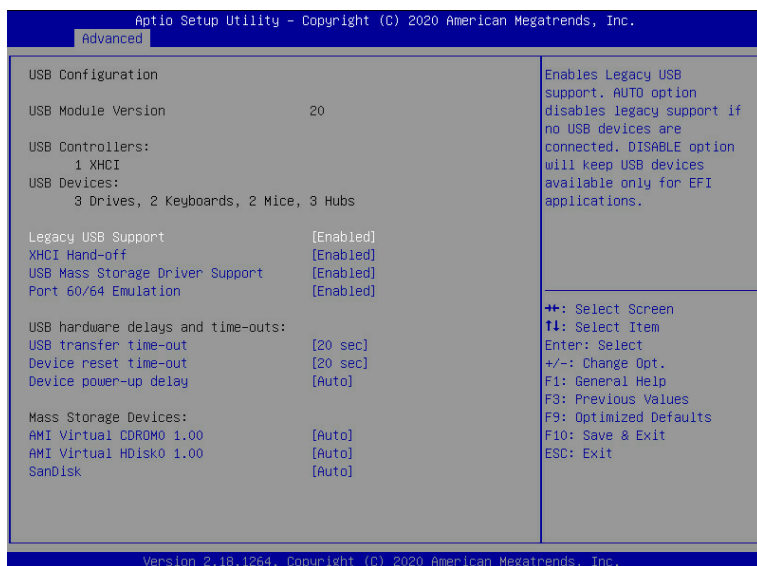 Aptio Setup Utility – Copyright (C) 2020 American Megatrends, Inc.
Advanced
USB Configuration
USB Module Version 20
USB Controllers:
1 XHCI
USB Devices:
3 Drives, 2 Keyboards, 2 Mice, 3 Hubs
Legacy USB Support [Enabled]
XHCI Hand-off [Enabled]
USB Mass Storage Driver Support [Enabled]
Port 60/64 Emulation [Enabled]
USB hardware delays and time-outs:
USB transfer time-out [20 sec]
Device reset time-out [20 sec]
Device power-up delay [Auto]
Mass Storage Devices:
AMI Virtual CDROM0 1.00 [Auto]
AMI Virtual HDisk0 1.00 [Auto]
SanDisk [Auto]
Enables Legacy USB
support. AUTO option
disables legacy support if
no USB devices are
connected. DISABLE option
will keep USB devices
available only for EFI
applications.
→←: Select Screen
↑↓: Select Item
Enter: Select
+/-: Change Opt.
F1: General Help
F3: Previous Values
F9: Optimized Defaults
F10: Save & Exit
ESC: Exit
Version 2.18.1264. Copyright (C) 2020 American Megatrends, Inc.